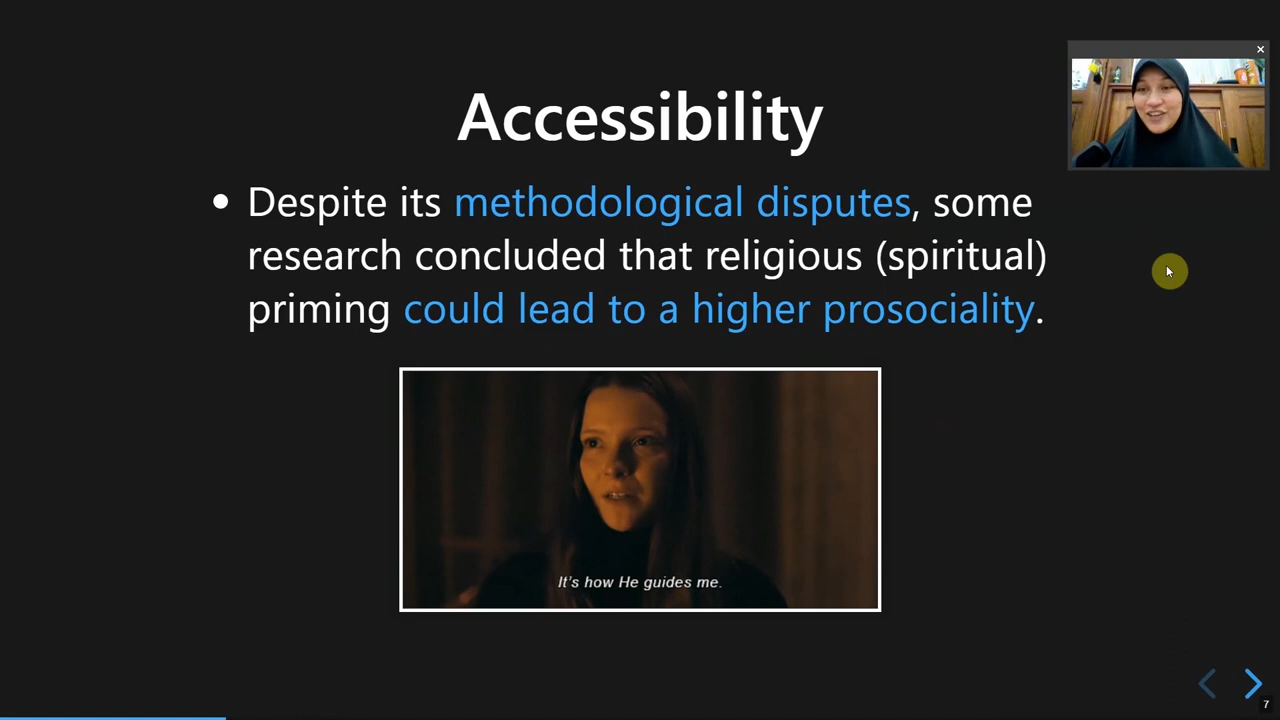 Accessibility
• Despite its methodological disputes, some
research concluded that religious (spiritual)
priming could lead to a higher prosociality.
It's how He guides me.
7